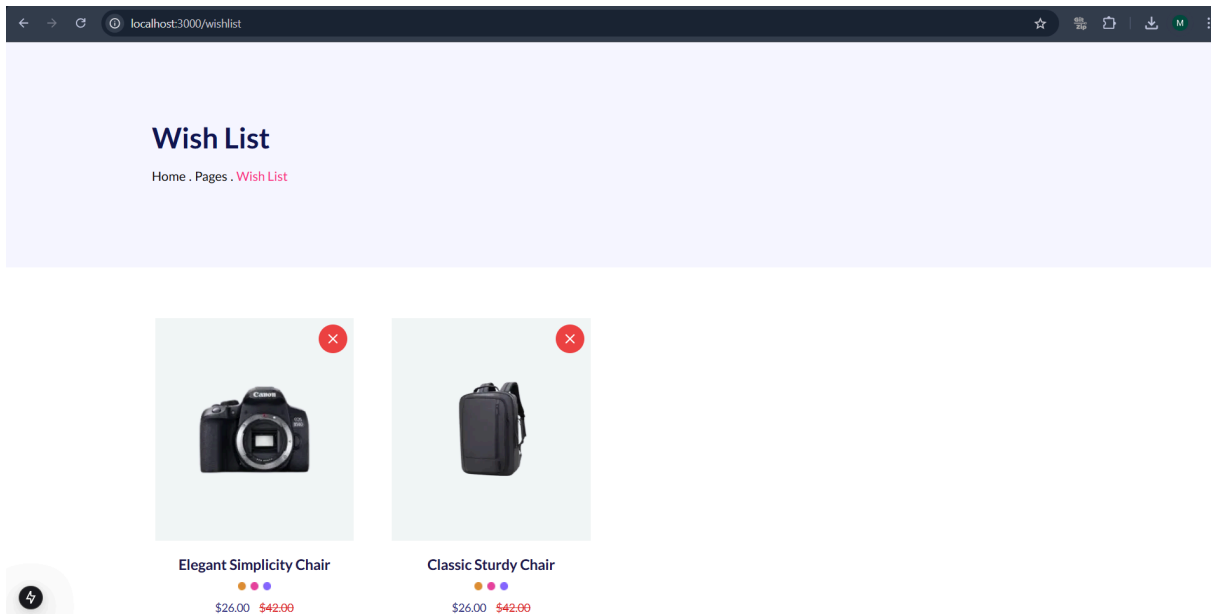 localhost:3000/wishlist
M
Wish List
Home . Pages . Wish List
Canon
Elegant Simplicity Chair
Classic Sturdy Chair
$26.00 $42.00
$26.00 $42.00